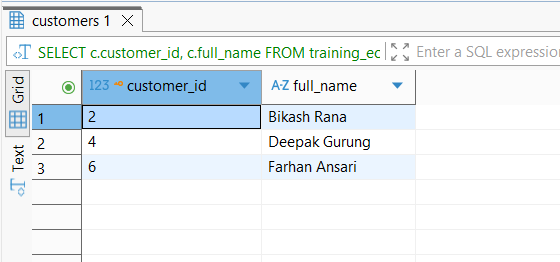 customers 1
SELECT c.customer_id, c.full_name FROM training_ec
Enter a SQL expression
Grid
Text
123 customer_id
A-Z full_name
1 2 Bikash Rana
2 4 Deepak Gurung
3 6 Farhan Ansari